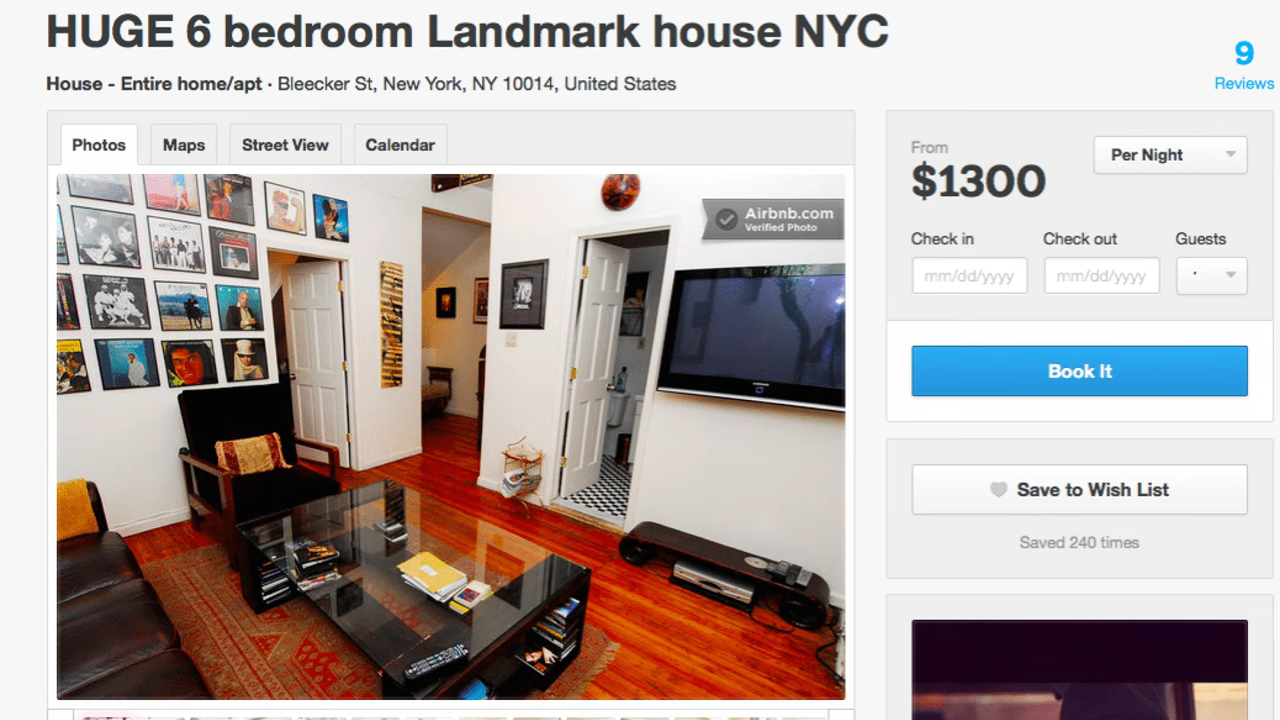 HUGE 6 bedroom Landmark house NYC
House - Entire home/apt · Bleecker St, New York, NY 10014, United States
9
Reviews
Photos
Maps
Street View
Calendar
Airbnb.com
Verified Photo
From
$1300
Per Night
Check in
Check out
Guests
mm/dd/yyyy
mm/dd/yyyy
Book It
Save to Wish List
Saved 240 times